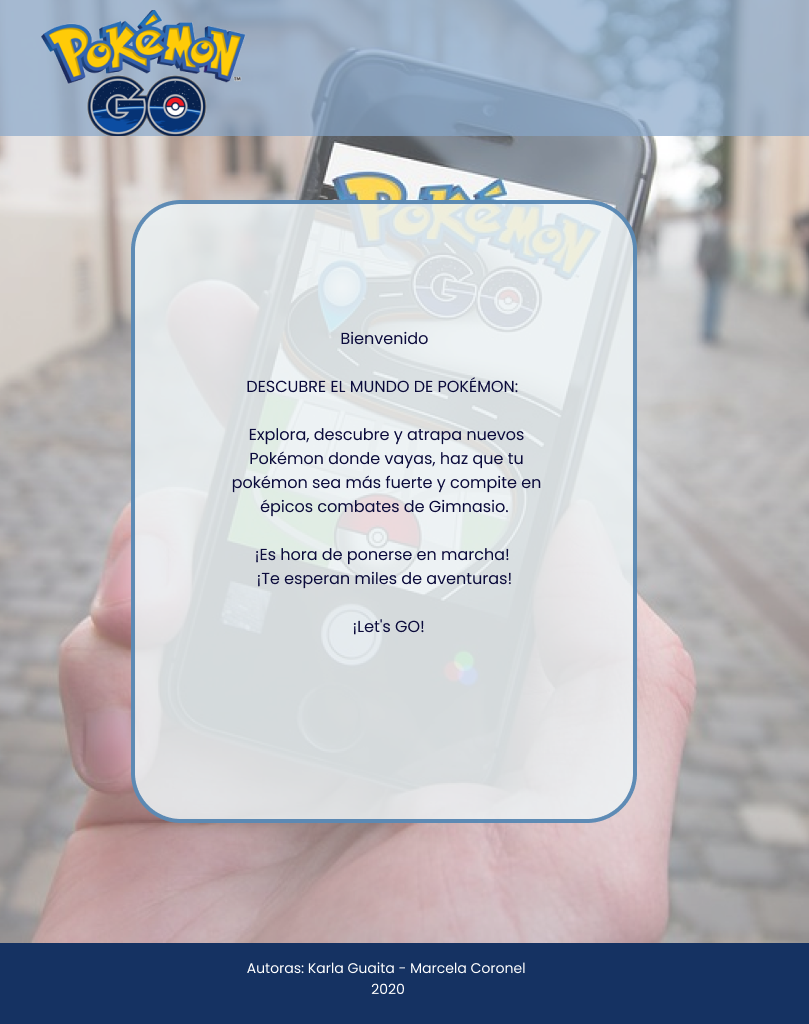 POKÉMON
GO
POKÉMON
GO
Bienvenido
DESCUBRE EL MUNDO DE POKÉMON:
Explora, descubre y atrapa nuevos
Pokémon donde vayas, haz que tu
pokémon sea más fuerte y compite en
épicos combates de Gimnasio.
¡Es hora de ponerse en marcha!
¡Te esperan miles de aventuras!
¡Let's GO!
Autoras: Karla Guaita - Marcela Coronel
2020